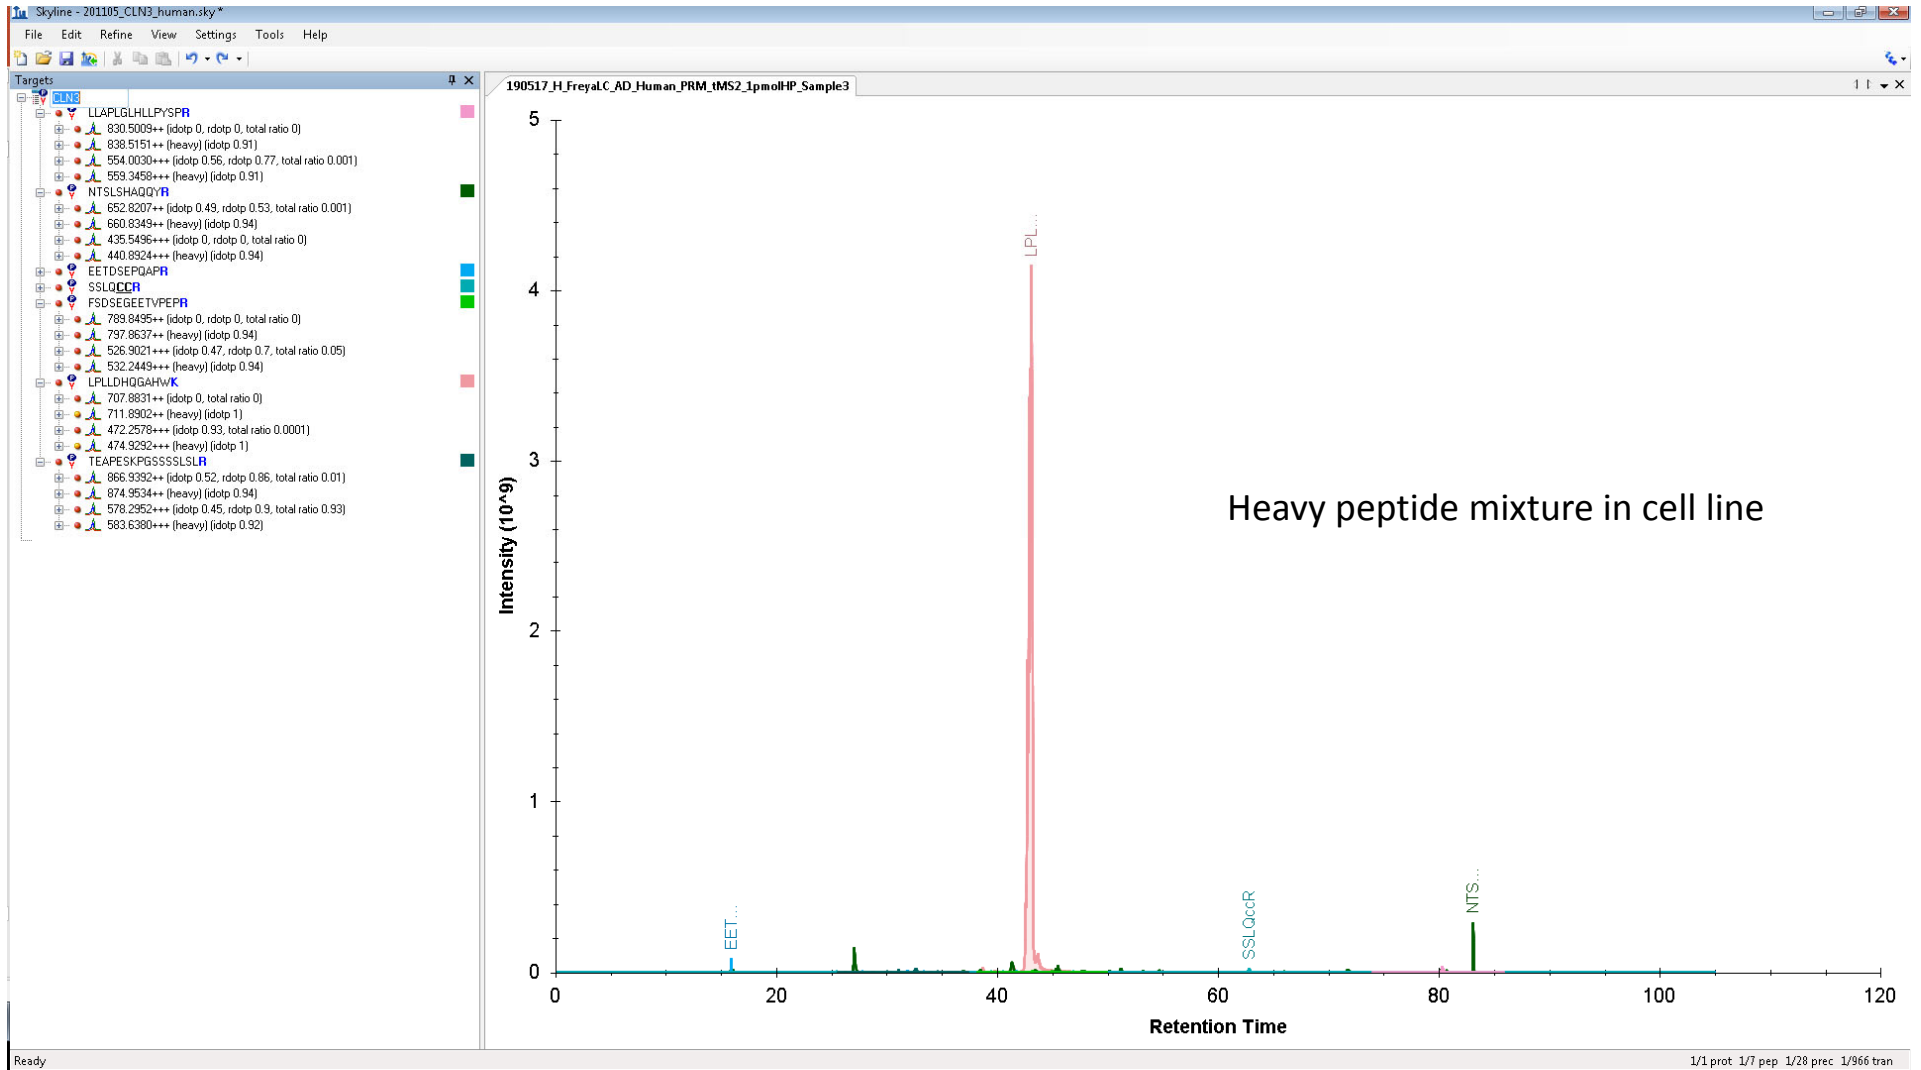 Skyline - 201105_CLN3_human.sky *
File Edit Refine View Settings Tools Help
Targets
CLN3
LLAPLGLHLLPYSPR
830.5009++ (idotp 0, rdotp 0, total ratio 0)
838.5151++ (heavy) (idotp 0.91)
554.0030+++ (idotp 0.56, rdotp 0.77, total ratio 0.001)
559.3458+++ (heavy) (idotp 0.91)
NTSLSHAQQYR
652.8207++ (idotp 0.49, rdotp 0.53, total ratio 0.001)
660.8349++ (heavy) (idotp 0.94)
435.5496+++ (idotp 0, rdotp 0, total ratio 0)
440.8924+++ (heavy) (idotp 0.94)
EETDSEPQAPR
SSLQCCR
FSDSEGEETVPEPR
789.8495++ (idotp 0, rdotp 0, total ratio 0)
797.8637++ (heavy) (idotp 0.94)
526.9021+++ (idotp 0.47, rdotp 0.7, total ratio 0.05)
532.2449+++ (heavy) (idotp 0.94)
LPLLDHQGAHWK
707.8831++ (idotp 0, total ratio 0)
711.8902++ (heavy) (idotp 1)
472.2578+++ (idotp 0.93, total ratio 0.0001)
474.9292+++ (heavy) (idotp 1)
TEAPESKPGSSSSLSLR
866.9392++ (idotp 0.52, rdotp 0.86, total ratio 0.01)
874.9534++ (heavy) (idotp 0.94)
578.2952+++ (idotp 0.45, rdotp 0.9, total ratio 0.93)
583.6380+++ (heavy) (idotp 0.92)
190517_H_FreyaLC_AD_Human_PRM_tMS2_1pmolHP_Sample3
5
4
3
2
1
0
Intensity (10^9)
LPL...
EET...
SSLQccR
NTS...
Heavy peptide mixture in cell line
0 20 40 60 80 100 120
Retention Time
Ready
1/1 prot 1/7 pep 1/28 prec 1/966 tran